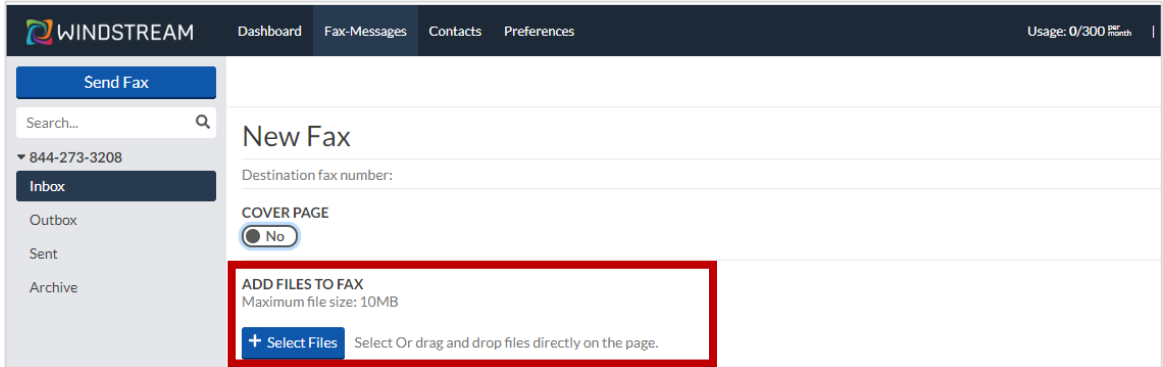 WINDSTREAM Dashboard Fax-Messages Contacts Preferences Usage: 0/300 per month |
Send Fax
Search...
844-273-3208
Inbox
Outbox
Sent
Archive
New Fax
Destination fax number:
COVER PAGE
No
ADD FILES TO FAX
Maximum file size: 10MB
+ Select Files Select Or drag and drop files directly on the page.